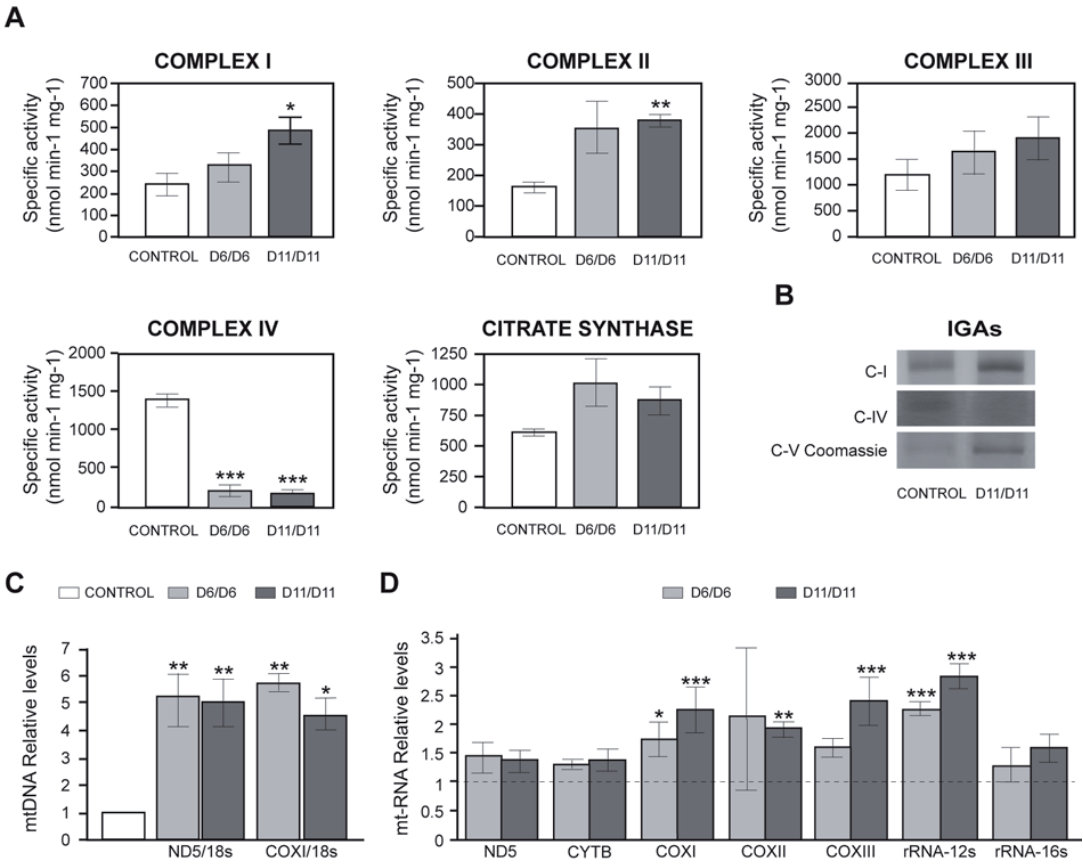 A
COMPLEX I
Specific activity
(nmol min-1 mg-1)
700
600
500
400
300
200
100
0
*
CONTROL D6/D6 D11/D11
COMPLEX II
Specific activity
(nmol min-1 mg-1)
500
400
300
200
100
0
**
CONTROL D6/D6 D11/D11
COMPLEX III
Specific activity
(nmol min-1 mg-1)
3000
2500
2000
1500
1000
500
0
CONTROL D6/D6 D11/D11
COMPLEX IV
Specific activity
(nmol min-1 mg-1)
2000
1500
1000
500
0
*** ***
CONTROL D6/D6 D11/D11
CITRATE SYNTHASE
Specific activity
(nmol min-1 mg-1)
1250
1000
750
500
250
0
CONTROL D6/D6 D11/D11
B
IGAs
C-I
C-IV
C-V Coomassie
CONTROL D11/D11
C
CONTROL D6/D6 D11/D11
mtDNA Relative levels
7
6
5
4
3
2
1
0
** ** ** *
ND5/18s COXI/18s
D
D6/D6 D11/D11
mt-RNA Relative levels
3.5
3
2.5
2
1.5
1
0.5
0
* *** ** *** *** ***
ND5 CYTB COXI COXII COXIII rRNA-12s rRNA-16s